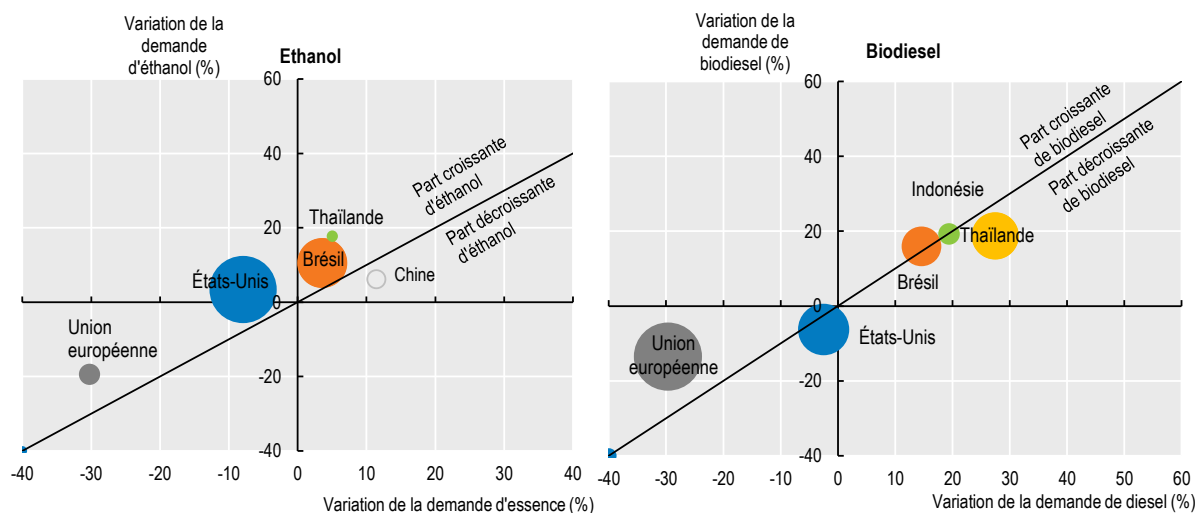 Variation de la
demande
d'éthanol (%)
Ethanol
60
40
20
0
-20
-40
-40
-30
-20
-10
0
10
20
30
40
Part croissante
d'éthanol
Part décroissante
d'éthanol
Thaïlande
Brésil
Chine
États-Unis
Union
européenne
Variation de la demande d'essence (%)
Variation de la
demande de
biodiesel (%)
Biodiesel
60
40
20
0
-20
-40
-40
-30
-20
-10
0
10
20
30
40
50
60
Part croissante
de biodiesel
Part décroissante
de biodiesel
Indonésie
Thaïlande
Brésil
États-Unis
Union
européenne
Variation de la demande de diesel (%)